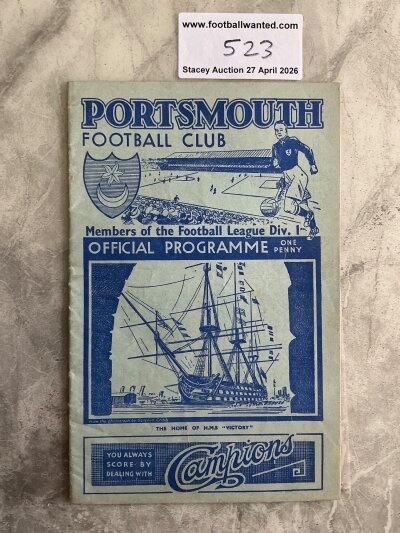 www.footballwanted.com
523
Stacey Auction 27 April 2026
PORTSMOUTH
FOOTBALL CLUB
Members of the Football League Div. 1
OFFICIAL PROGRAMME ONE PENNY
THE HOME OF H.M.S "VICTORY"
YOU ALWAYS
SCORE BY
DEALING WITH
Campions